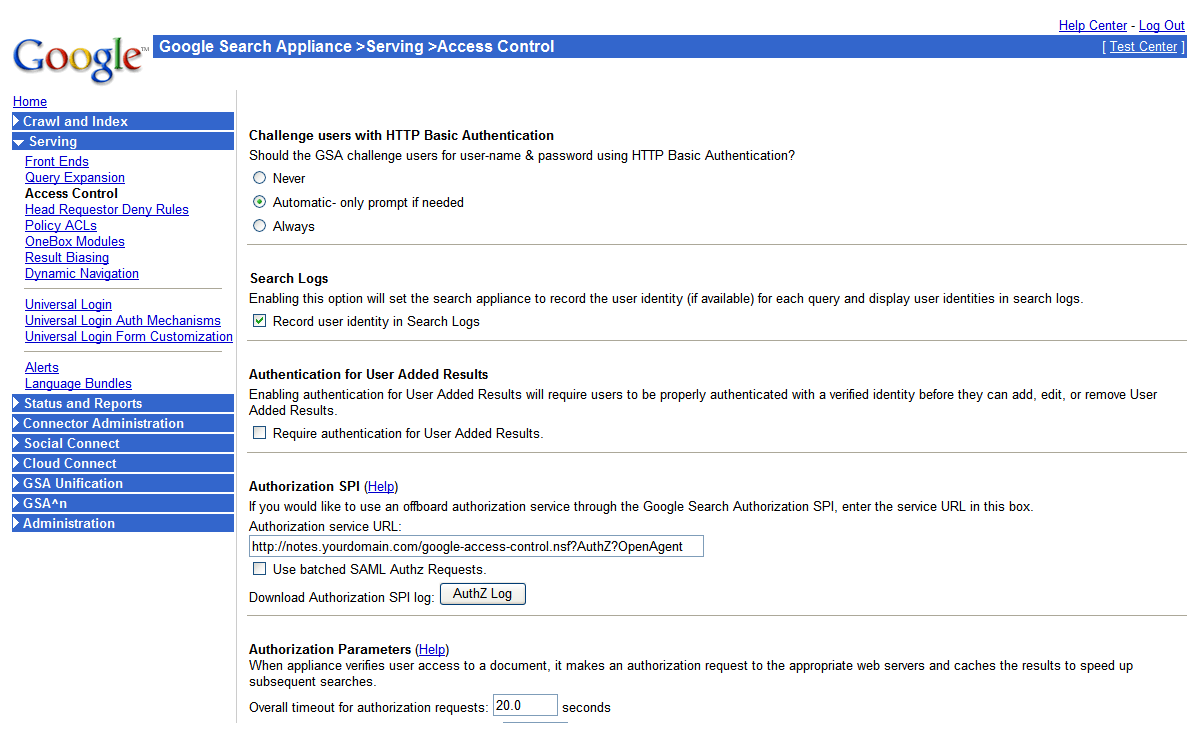 Help Center - Log Out
Google™
Google Search Appliance >Serving >Access Control
[ Test Center ]
Home
Crawl and Index
Serving
Front Ends
Query Expansion
Access Control
Head Requestor Deny Rules
Policy ACLs
OneBox Modules
Result Biasing
Dynamic Navigation
Universal Login
Universal Login Auth Mechanisms
Universal Login Form Customization
Alerts
Language Bundles
Status and Reports
Connector Administration
Social Connect
Cloud Connect
GSA Unification
GSA^n
Administration
Challenge users with HTTP Basic Authentication
Should the GSA challenge users for user-name & password using HTTP Basic Authentication?
Never
Automatic- only prompt if needed
Always
Search Logs
Enabling this option will set the search appliance to record the user identity (if available) for each query and display user identities in search logs.
Record user identity in Search Logs
Authentication for User Added Results
Enabling authentication for User Added Results will require users to be properly authenticated with a verified identity before they can add, edit, or remove User
Added Results.
Require authentication for User Added Results.
Authorization SPI (Help)
If you would like to use an offboard authorization service through the Google Search Authorization SPI, enter the service URL in this box.
Authorization service URL:
http://notes.yourdomain.com/google-access-control.nsf?AuthZ?OpenAgent
Use batched SAML Authz Requests.
Download Authorization SPI log: AuthZ Log
Authorization Parameters (Help)
When appliance verifies user access to a document, it makes an authorization request to the appropriate web servers and caches the results to speed up
subsequent searches.
Overall timeout for authorization requests: 20.0 seconds